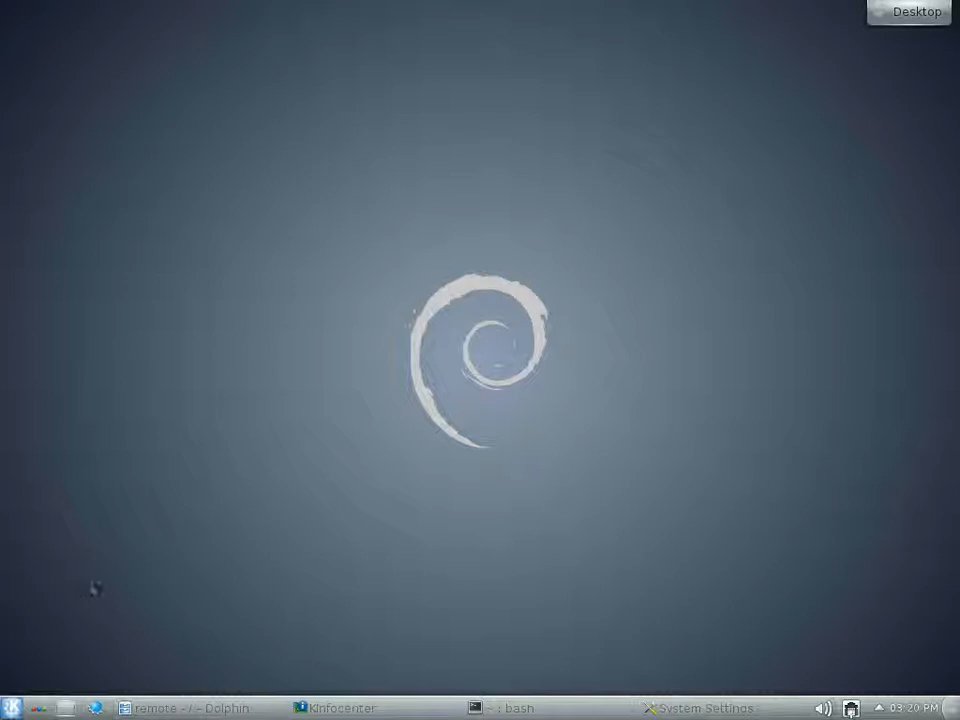 Desktop
remote - / - Dolphin
KInfocenter
~ : bash
System Settings
03:20 PM